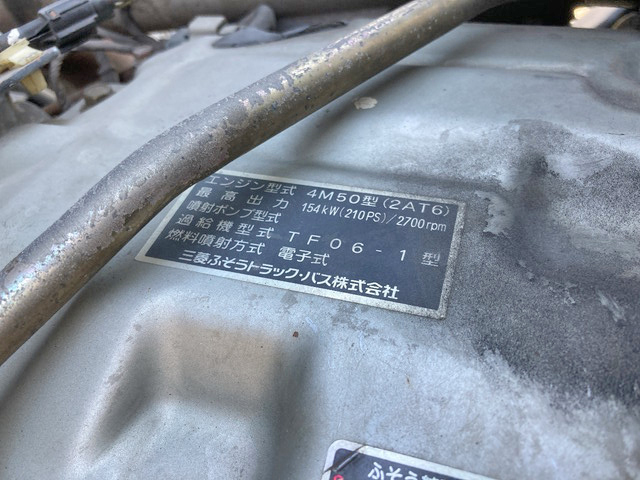 エンジン型式 4M50型(2AT6)
最高出力 154kW(210PS)/2700rpm
噴射ポンプ型式
過給機型式 TF06-1型
燃料噴射方式 電子式
三菱ふそうトラック・バス株式会社
ふそう